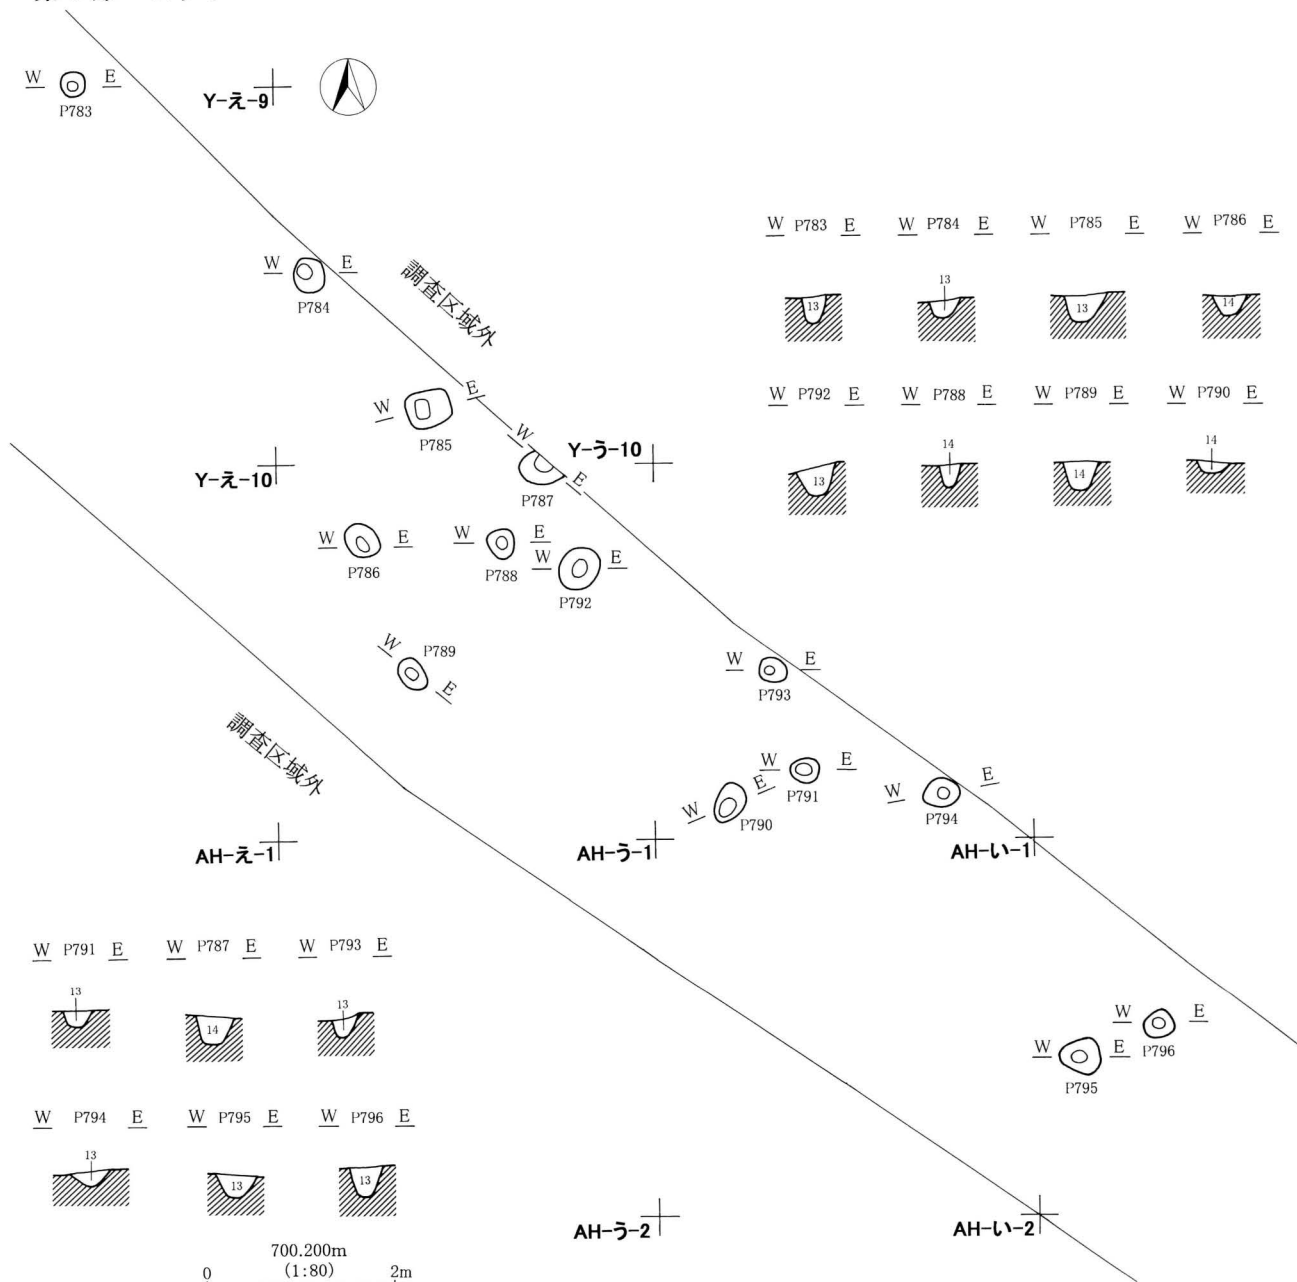 W E
P783
Y-え-9
W E
P784
調査区域外
W E
P785
W E
P787
Y-う-10
Y-え-10
W E
P786
W E
P788
W E
P792
W P789 E
W E
P793
調査区域外
W E
P791
W E
P790
W E
P794
AH-え-1
AH-う-1
AH-い-1
W E
P796
W E
P795
AH-う-2
AH-い-2
W P783 E W P784 E W P785 E W P786 E
13 13 13 14
W P792 E W P788 E W P789 E W P790 E
13 14 14 14
W P791 E W P787 E W P793 E
13 14 13
W P794 E W P795 E W P796 E
13 13 13
700.200m
(1:80)
0 2m